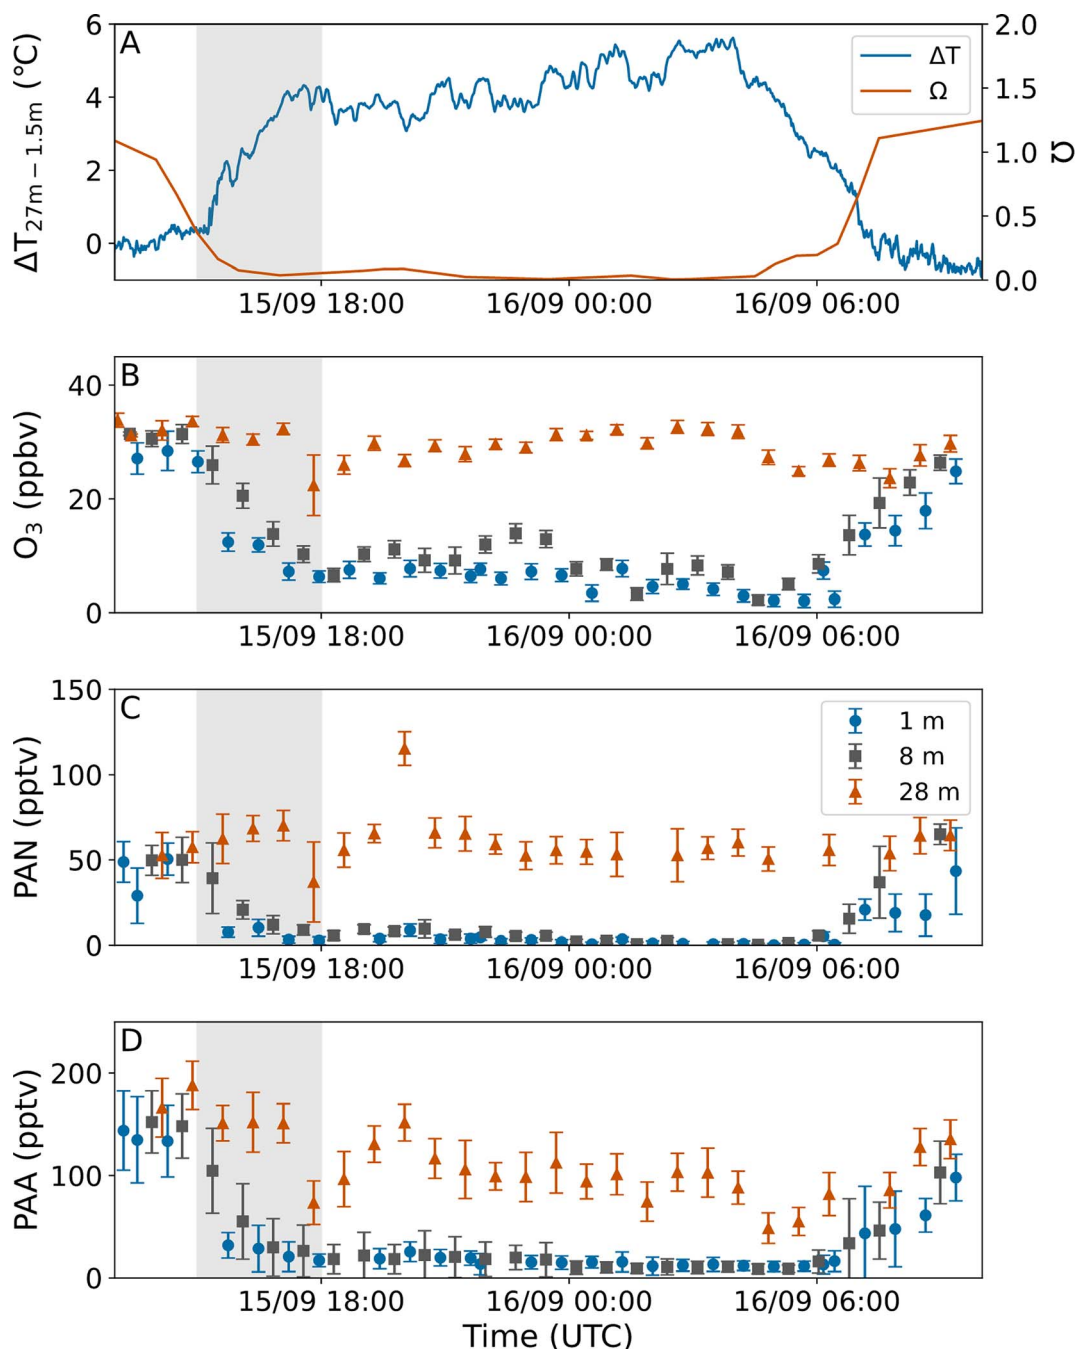 A
ΔT27m − 1.5m (°C)
6
4
2
0
2.0
1.5
1.0
0.5
0.0
Ω
ΔT
Ω
15/09 18:00
16/09 00:00
16/09 06:00
B
O3 (ppbv)
40
20
0
15/09 18:00
16/09 00:00
16/09 06:00
C
PAN (pptv)
150
100
50
0
1 m
8 m
28 m
15/09 18:00
16/09 00:00
16/09 06:00
D
PAA (pptv)
200
100
0
15/09 18:00
16/09 00:00
16/09 06:00
Time (UTC)